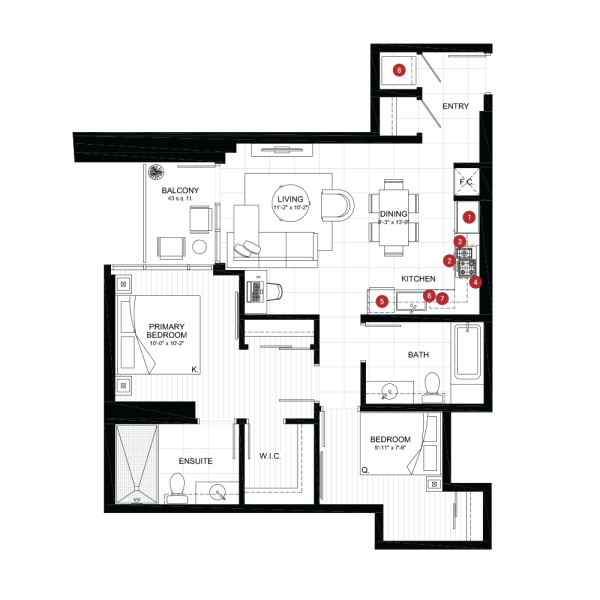 8
ENTRY
F.C.
BALCONY
43 s.q. f.t.
LIVING
11'-2" x 10'-2"
DINING
8'-3" x 13'-9"
1
3
2
4
KITCHEN
5
6
7
PRIMARY
BEDROOM
10'-0" x 10'-2"
K.
BATH
BEDROOM
9'-11" x 7'-6"
Q.
W.I.C.
ENSUITE